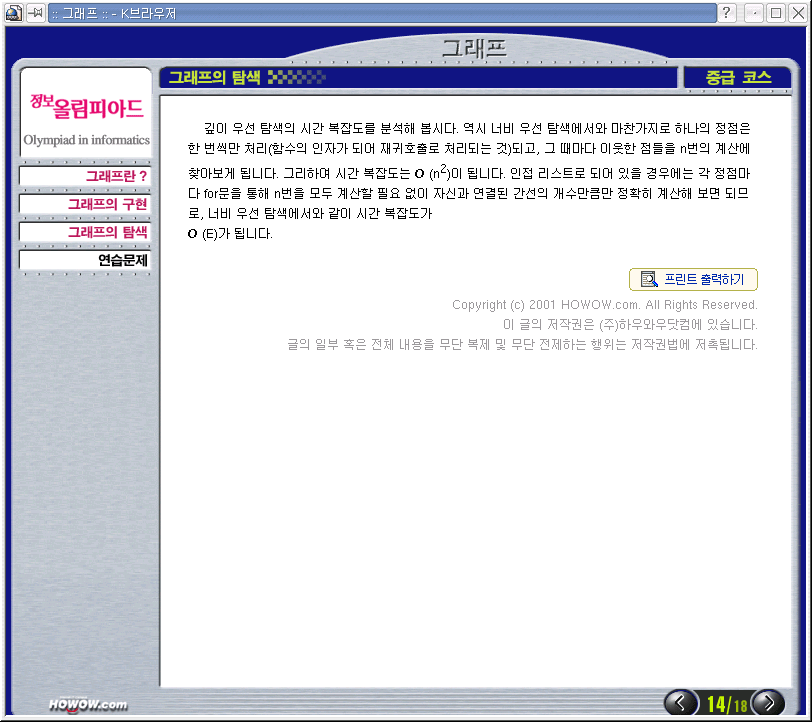 :: 그래프 :: - K브라우저
그래프
그래프의 탐색
중급 코스
정보올림피아드
Olympiad in informatics
그래프란 ?
그래프의 구현
그래프의 탐색
연습문제
깊이 우선 탐색의 시간 복잡도를 분석해 봅시다. 역시 너비 우선 탐색에서와 마찬가지로 하나의 정점은
한 번씩만 처리(함수의 인자가 되어 재귀호출로 처리되는 것)되고, 그 때마다 이웃한 점들을 n번의 계산에
찾아보게 됩니다. 그리하여 시간 복잡도는 O (n²)이 됩니다. 인접 리스트로 되어 있을 경우에는 각 정점마
다 for문을 통해 n번을 모두 계산할 필요 없이 자신과 연결된 간선의 개수만큼만 정확히 계산해 보면 되므
로, 너비 우선 탐색에서와 같이 시간 복잡도가
O (E)가 됩니다.
프린트 출력하기
Copyright (c) 2001 HOWOW.com. All Rights Reserved.
이 글의 저작권은 (주)하우와우닷컴에 있습니다.
글의 일부 혹은 전체 내용을 무단 복제 및 무단 전제하는 행위는 저작권법에 저촉됩니다.
HOWOW.com
14/18